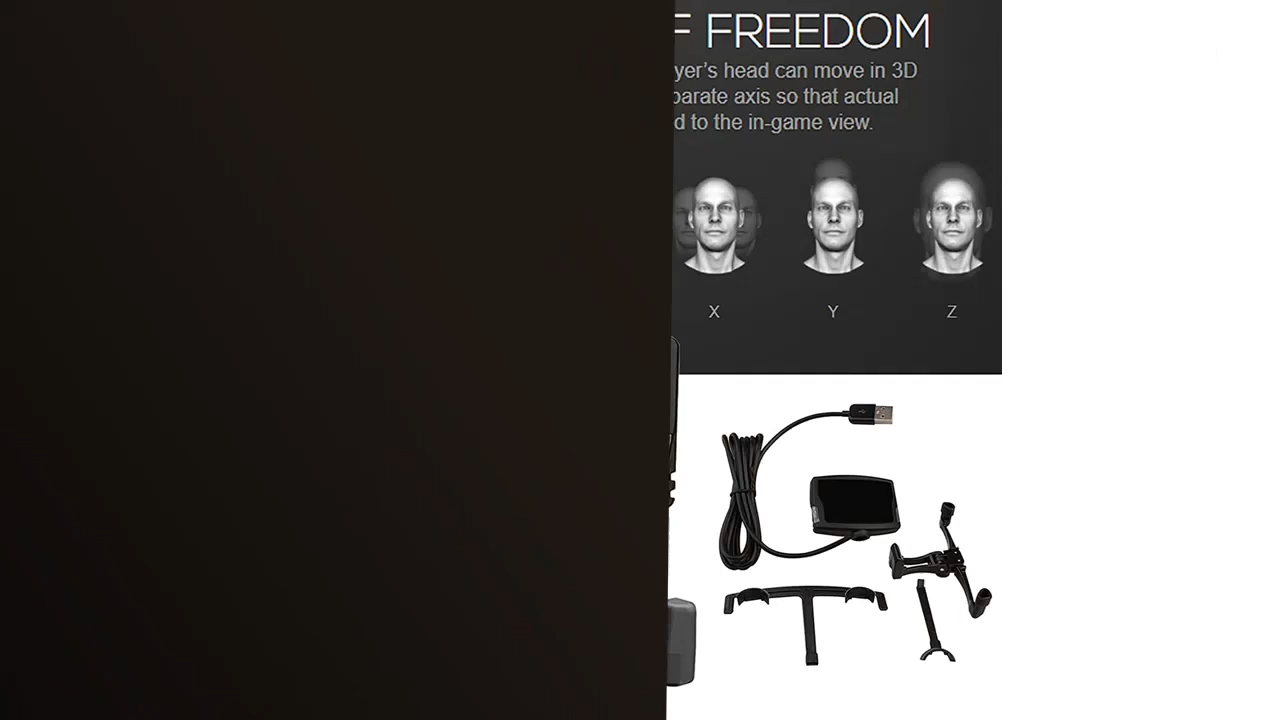 F FREEDOM
yer's head can move in 3D
parate axis so that actual
d to the in-game view.
X Y Z